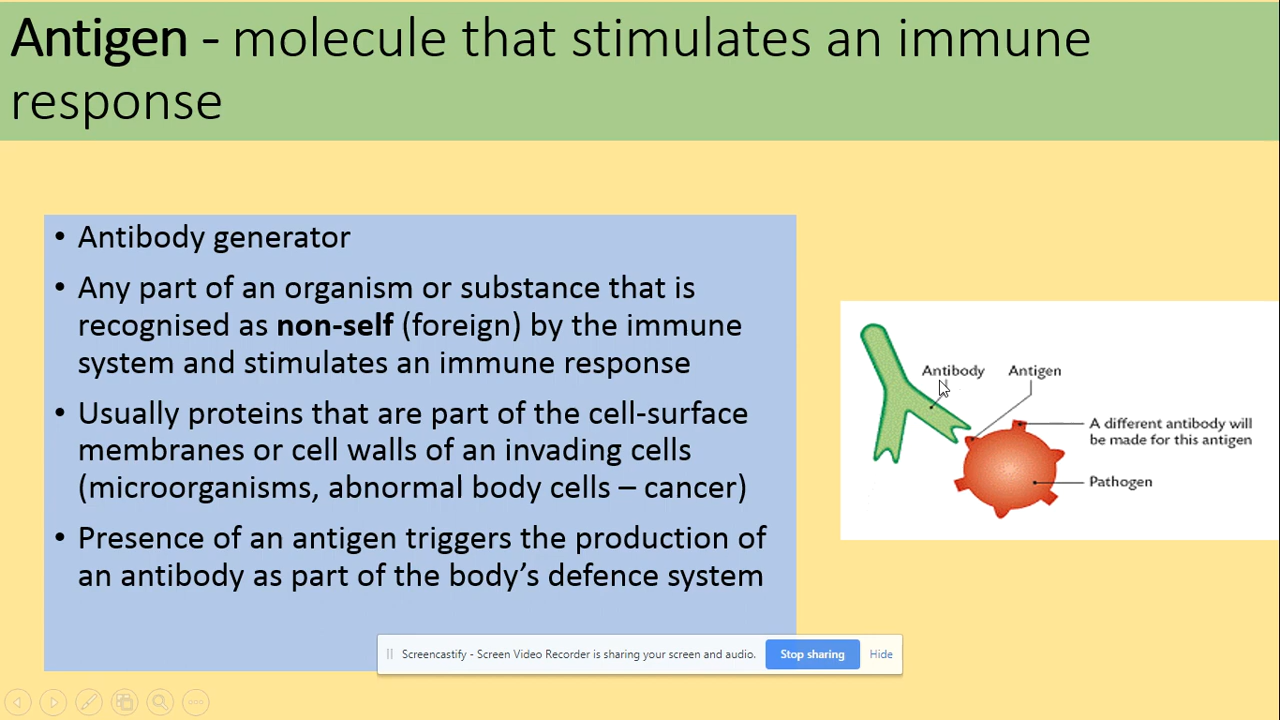 Antigen - molecule that stimulates an immune
response
• Antibody generator
• Any part of an organism or substance that is
recognised as non-self (foreign) by the immune
system and stimulates an immune response
• Usually proteins that are part of the cell-surface
membranes or cell walls of an invading cells
(microorganisms, abnormal body cells – cancer)
• Presence of an antigen triggers the production of
an antibody as part of the body's defence system
Antibody
Antigen
A different antibody will
be made for this antigen
Pathogen
Screencastify - Screen Video Recorder is sharing your screen and audio.
Stop sharing
Hide